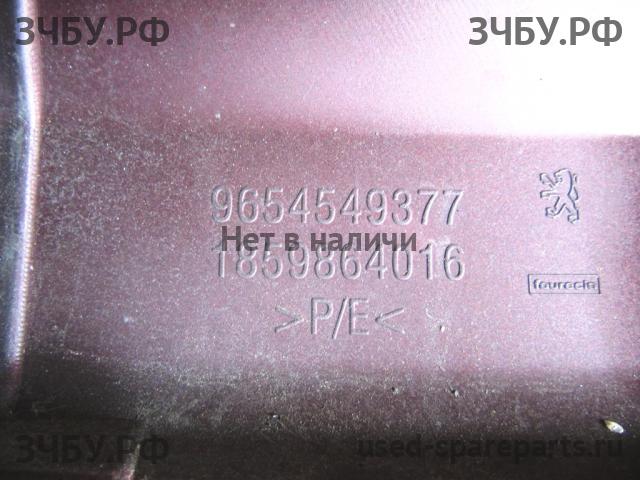 ЗЧБУ.РФ ЗЧБУ.РФ
9654549377
Нет в наличи
1859864016
faurecia
>P/E<
ЗЧБУ.РФ used-spareparts.ru